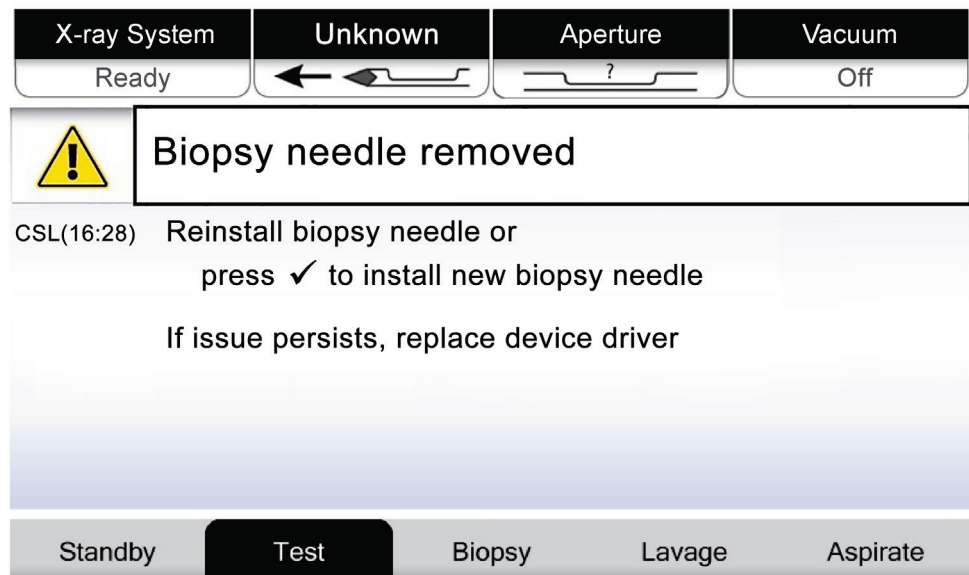 X-ray System Unknown Aperture Vacuum
Ready ? Off
Biopsy needle removed
CSL(16:28) Reinstall biopsy needle or
press ✓ to install new biopsy needle
If issue persists, replace device driver
Standby Test Biopsy Lavage Aspirate